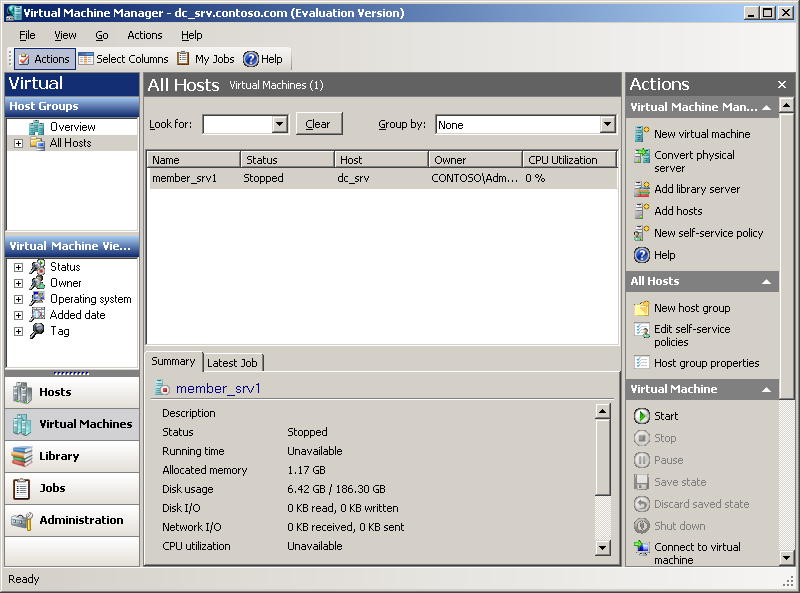 Virtual Machine Manager - dc_srv.contoso.com (Evaluation Version)
File View Go Actions Help
Actions Select Columns My Jobs Help
Virtual
Host Groups
Overview
All Hosts
Virtual Machine Vie...
Status
Owner
Operating system
Added date
Tag
Hosts
Virtual Machines
Library
Jobs
Administration
All Hosts Virtual Machines (1)
Look for: Clear Group by: None
Name Status Host Owner CPU Utilization
member_srv1 Stopped dc_srv CONTOSO\Adm... 0 %
Summary Latest Job
member_srv1
Description
Status Stopped
Running time Unavailable
Allocated memory 1.17 GB
Disk usage 6.42 GB / 186.30 GB
Disk I/O 0 KB read, 0 KB written
Network I/O 0 KB received, 0 KB sent
CPU utilization Unavailable
Actions
Virtual Machine Man...
New virtual machine
Convert physical
server
Add library server
Add hosts
New self-service policy
Help
All Hosts
New host group
Edit self-service
policies
Host group properties
Virtual Machine
Start
Stop
Pause
Save state
Discard saved state
Shut down
Connect to virtual
machine
Ready